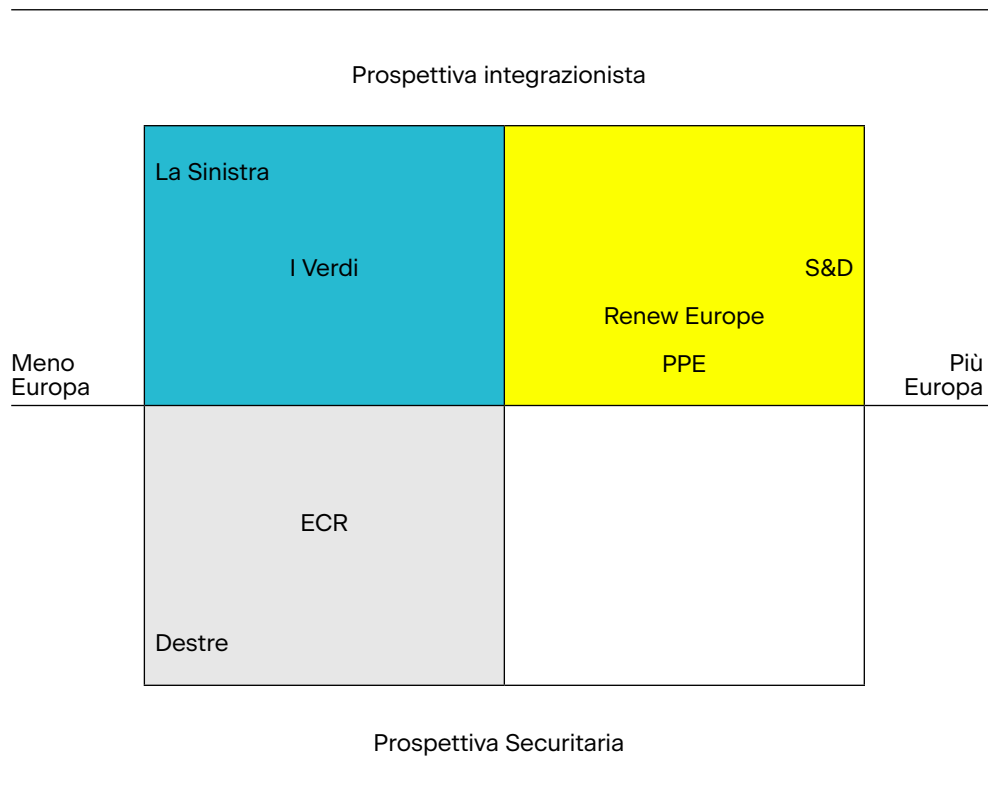 Prospettiva integrazionista
La Sinistra
I Verdi
S&D
Renew Europe
PPE
Meno
Europa
Più
Europa
ECR
Destre
Prospettiva Securitaria